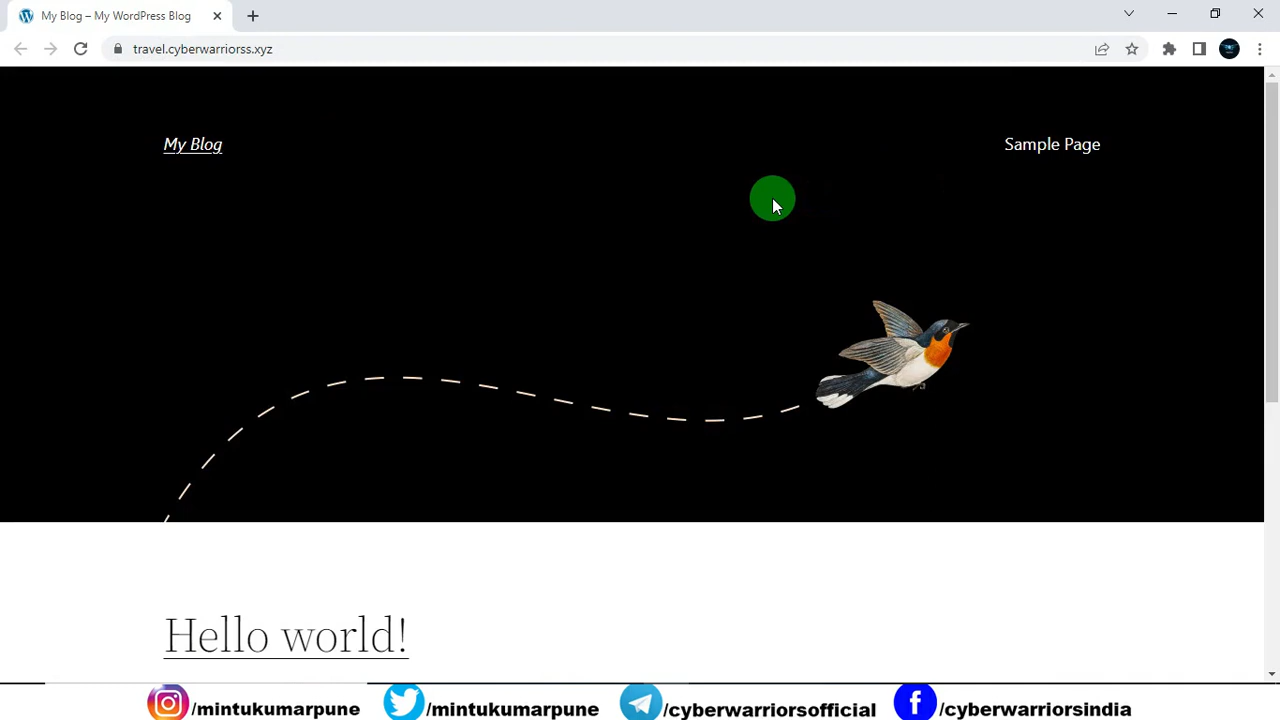 My Blog – My WordPress Blog
travel.cyberwarriorss.xyz
My Blog
Sample Page
Hello world!
/mintukumarpune
/mintukumarpune
/cyberwarriorsofficial
/cyberwarriorsindia